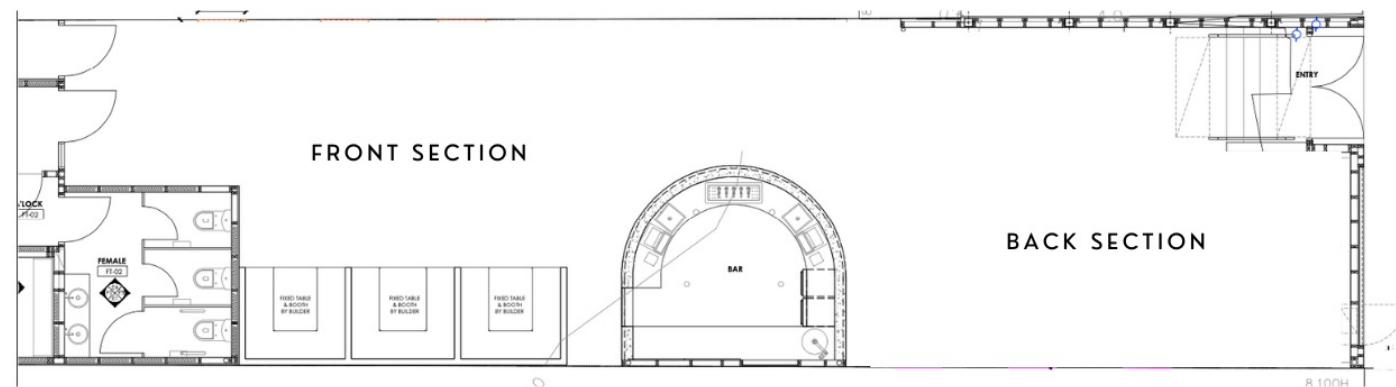 ENTRY
FRONT SECTION
BACK SECTION
FT-02
FEMALE
FT-02
BAR
FIXED TABLE
& BOOTH
BY BUILDER
FIXED TABLE
& BOOTH
BY BUILDER
FIXED TABLE
& BOOTH
BY BUILDER
8.100H